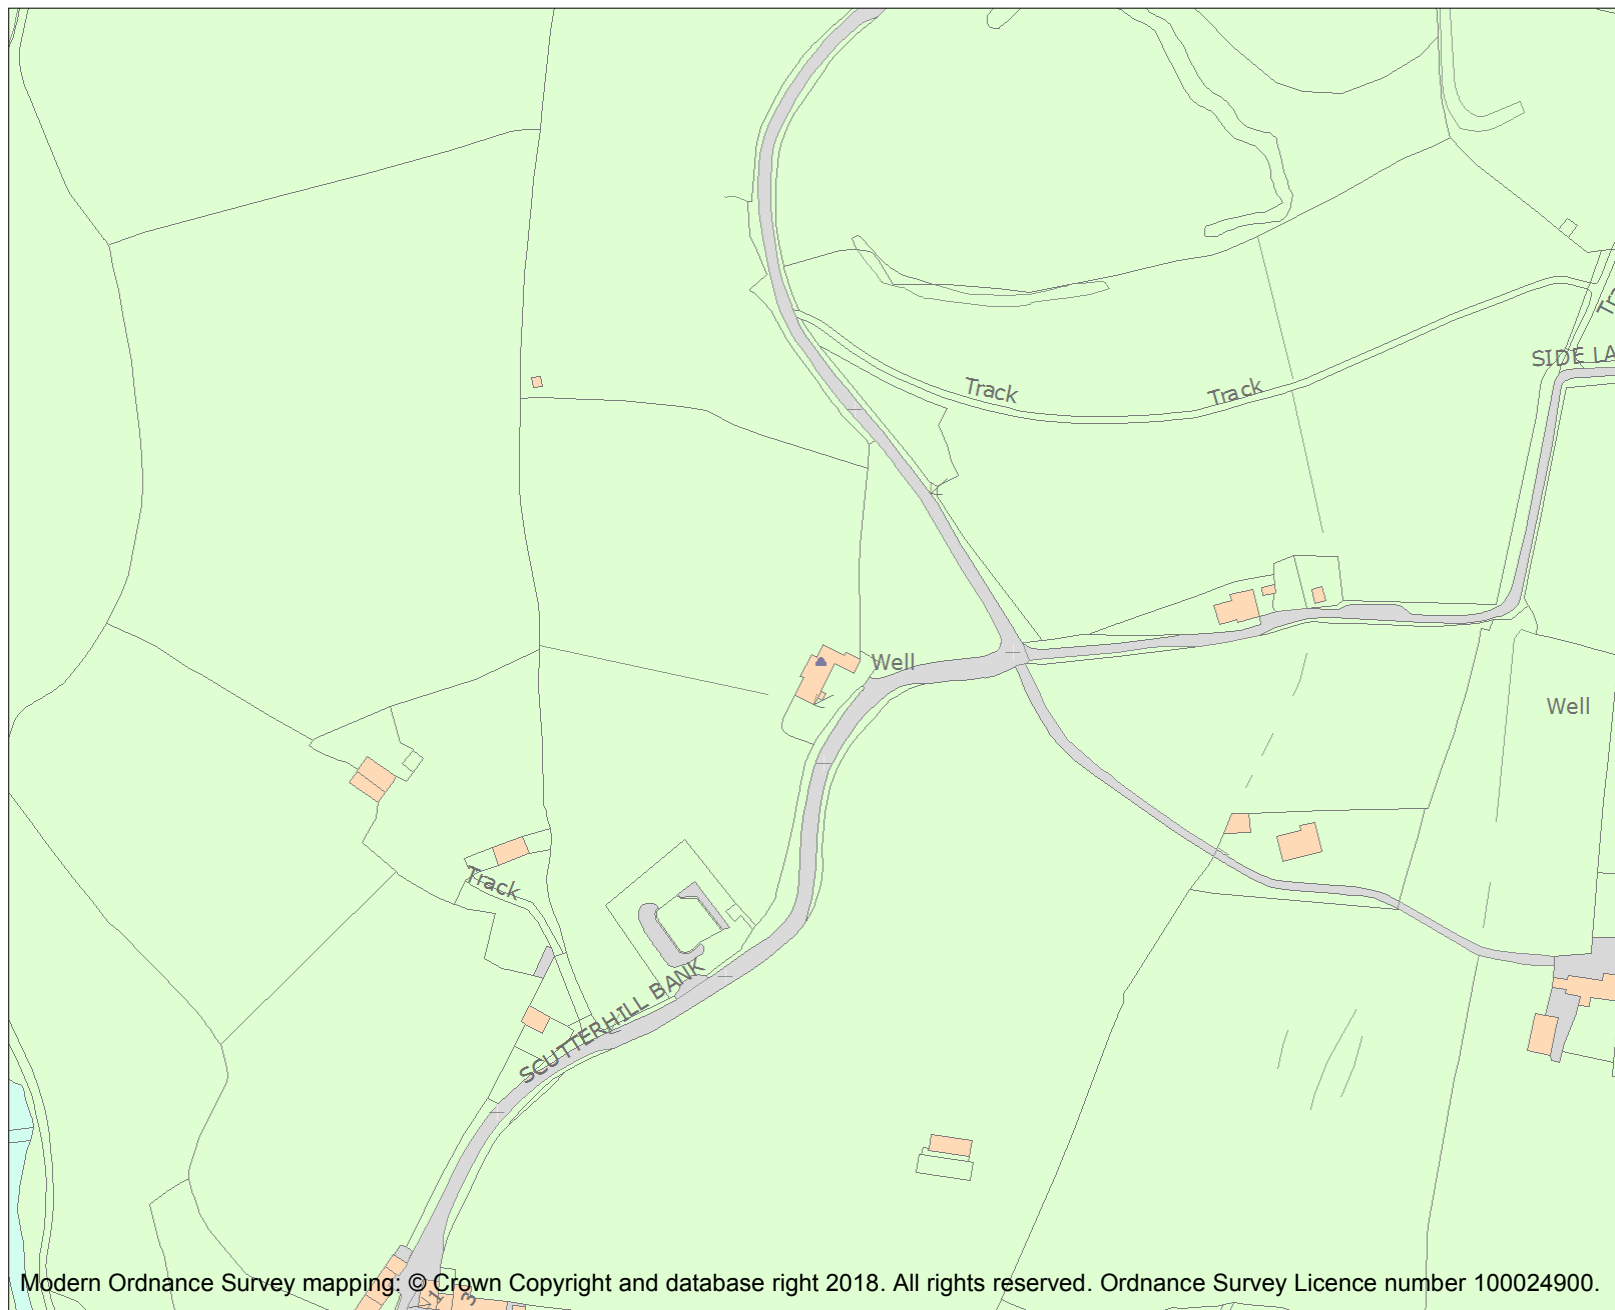 Track
Track
SIDE LA
Well
Well
Track
SCUTTERHILL BANK
3
Modern Ordnance Survey mapping: © Crown Copyright and database right 2018. All rights reserved. Ordnance Survey Licence number 100024900.